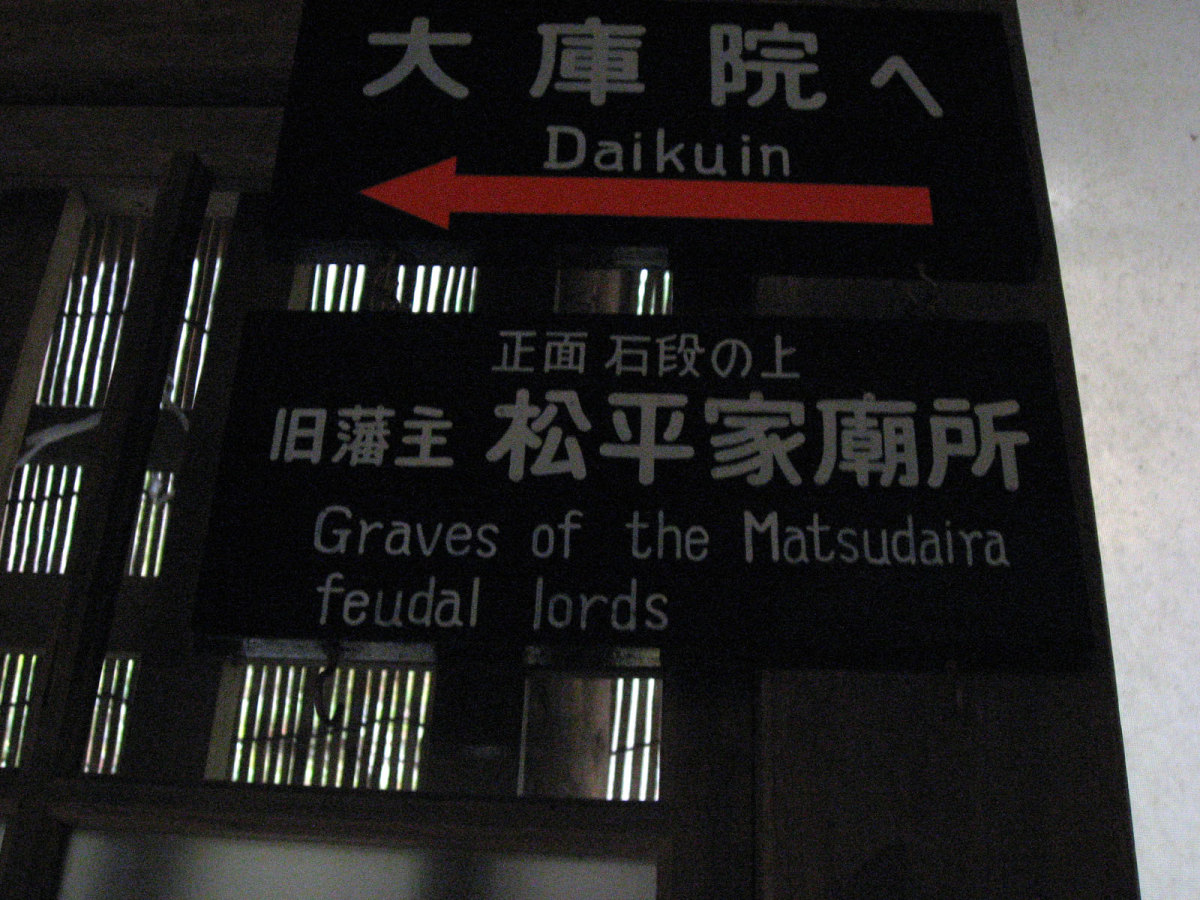 大庫院へ
Daikuin
正面 石段の上
旧藩主 松平家廟所
Graves of the Matsudaira
feudal lords